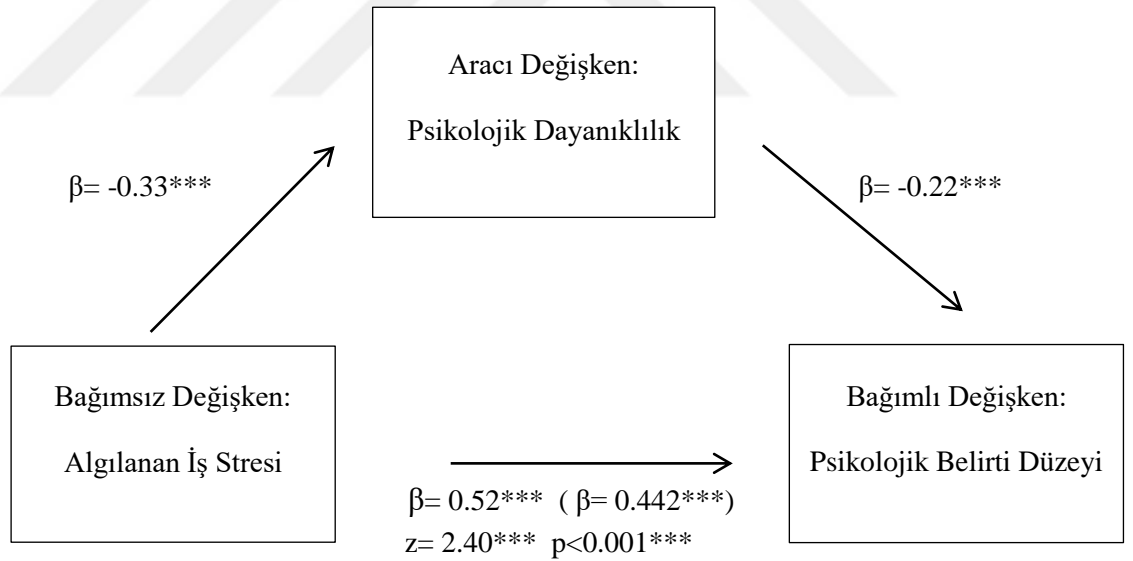 Aracı Değişken:
Psikolojik Dayanıklılık
β= -0.33***
β= -0.22***
Bağımsız Değişken:
Algılanan İş Stresi
Bağımlı Değişken:
Psikolojik Belirti Düzeyi
β= 0.52*** ( β= 0.442***)
z= 2.40*** p<0.001***